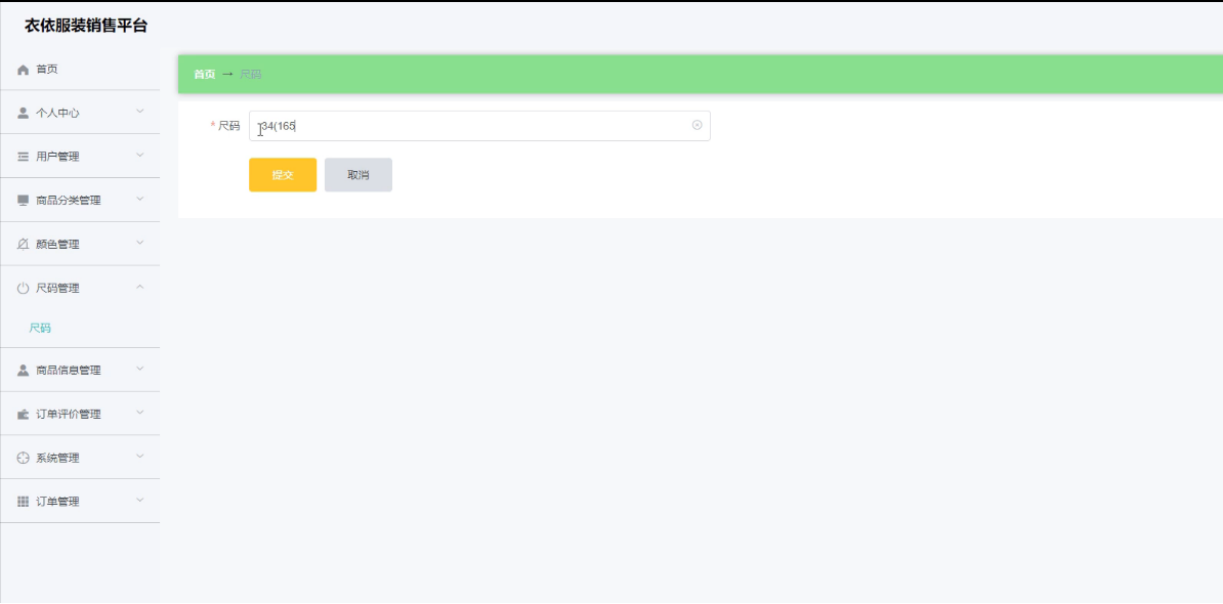 衣依服装销售平台
首页
首页 → 尺码
个人中心
* 尺码 34(165
用户管理
提交 取消
商品分类管理
颜色管理
尺码管理
尺码
商品信息管理
订单评价管理
系统管理
订单管理